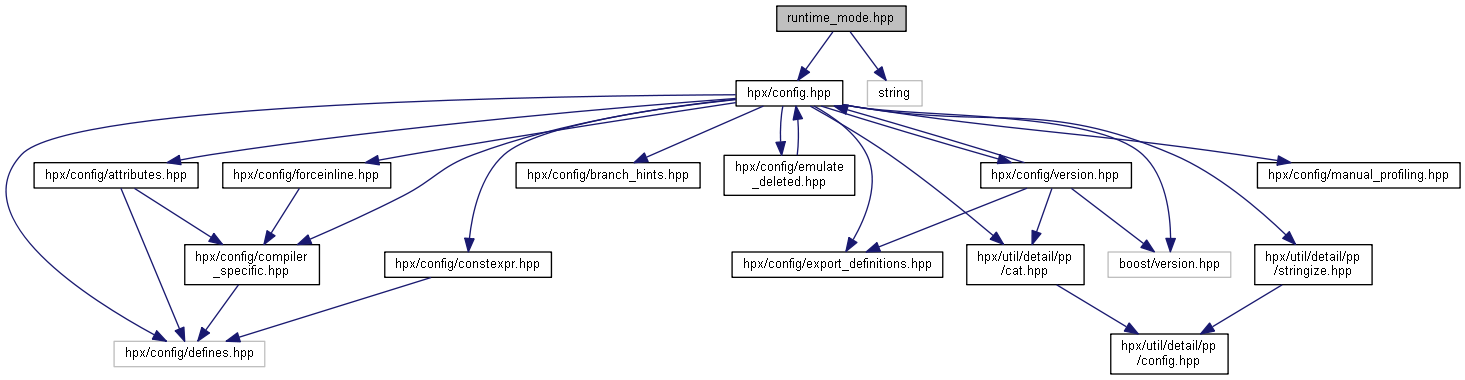 runtime_mode.hpp
hpx/config.hpp
string
hpx/config/attributes.hpp
hpx/config/forceinline.hpp
hpx/config/branch_hints.hpp
hpx/config/emulate
_deleted.hpp
hpx/config/version.hpp
hpx/config/manual_profiling.hpp
hpx/config/compiler
_specific.hpp
hpx/config/constexpr.hpp
hpx/config/export_definitions.hpp
hpx/util/detail/pp
/cat.hpp
boost/version.hpp
hpx/util/detail/pp
/stringize.hpp
hpx/config/defines.hpp
hpx/util/detail/pp
/config.hpp